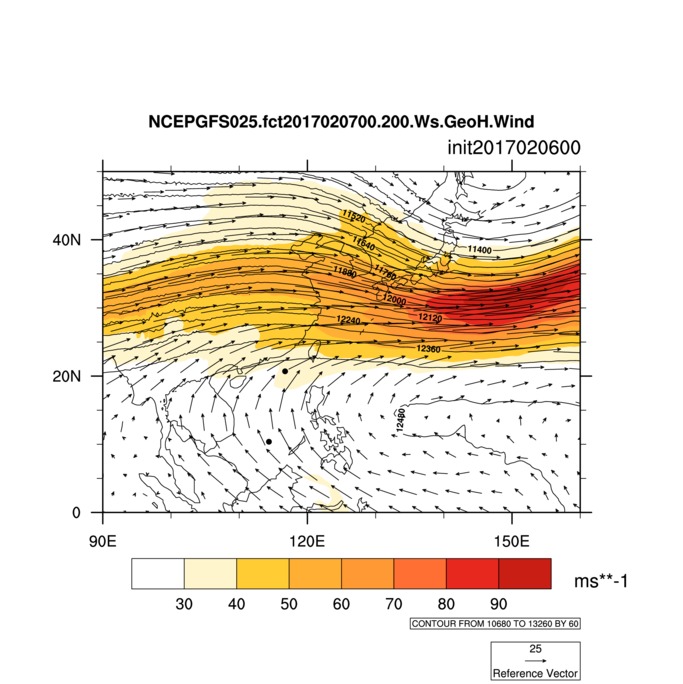 NCEPGFS025.fct2017020700.200.Ws.GeoH.Wind
init2017020600
40N
20N
0
90E 120E 150E
11520
11640
11400
11760
11880
12000
12120
12240
12360
12480
30 40 50 60 70 80 90
ms**-1
CONTOUR FROM 10680 TO 13260 BY 60
25
Reference Vector